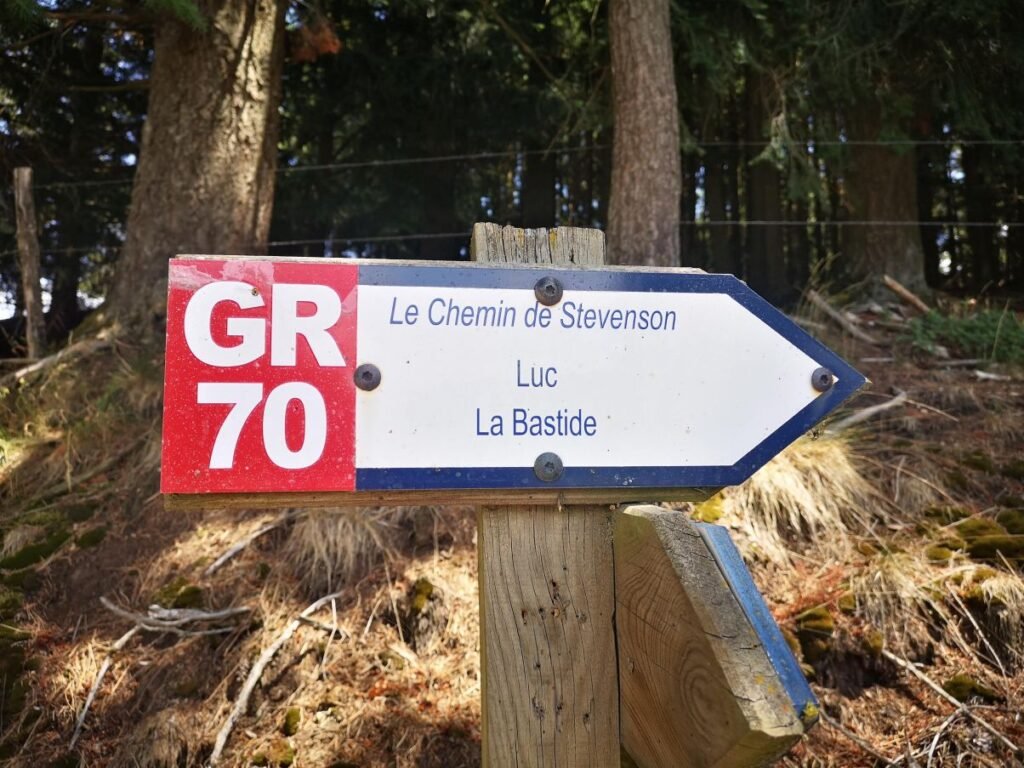 GR
70
Le Chemin de Stevenson
Luc
La Bastide